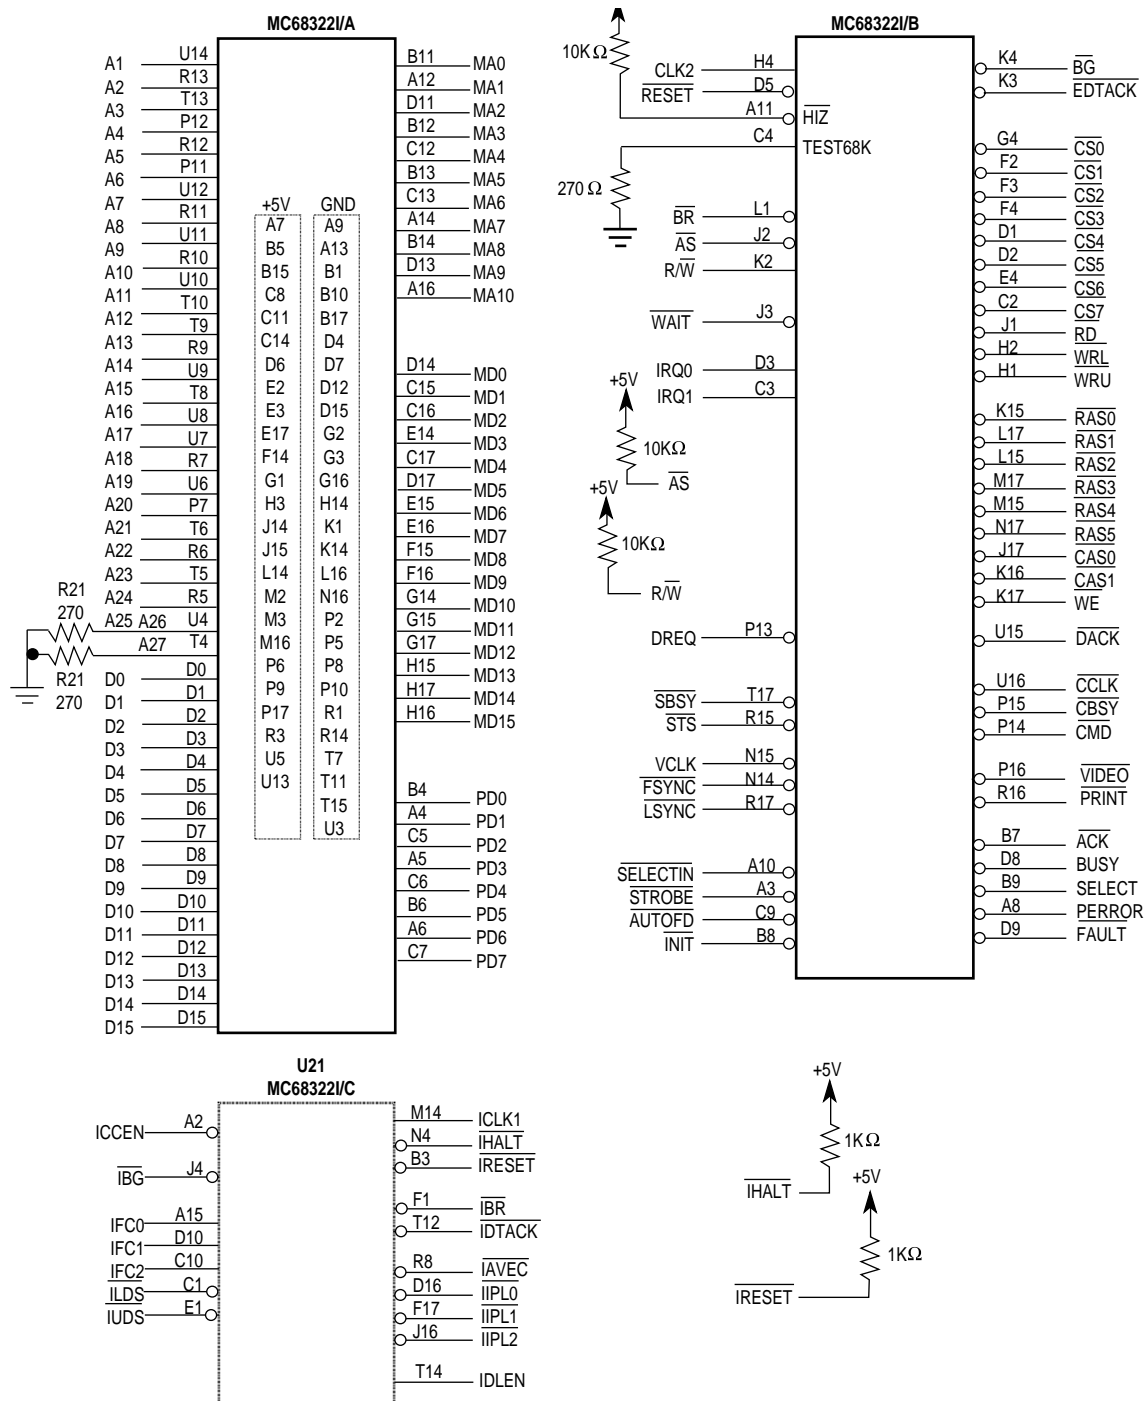 MC68322I/A
A1 U14
A2 R13
A3 T13
A4 P12
A5 R12
A6 P11
A7 U12
A8 R11
A9 U11
A10 R10
A11 U10
A12 T10
A13 T9
A14 R9
A15 U9
A16 T8
A17 U8
A18 U7
A19 R7
A20 U6
A21 P7
A22 T6
A23 R6
A24 T5
A25 R5
A26 U4
A27 T4
R21
270
R21
270
D0 D0
D1 D1
D2 D2
D3 D3
D4 D4
D5 D5
D6 D6
D7 D7
D8 D8
D9 D9
D10 D10
D11 D11
D12 D12
D13 D13
D14 D14
D15 D15
+5V GND
A7 A9
B5 A13
B15 B1
C8 B10
C11 B17
C14 D4
D6 D7
E2 D12
E3 D15
E17 G2
F14 G3
G1 G16
H3 H14
J14 K1
J15 K14
L14 L16
M2 N16
M3 P2
M16 P5
P6 P8
P9 P10
P17 R1
R3 R14
U5 T7
U13 T11
T15
U3
B11 MA0
A12 MA1
D11 MA2
B12 MA3
C12 MA4
B13 MA5
C13 MA6
A14 MA7
B14 MA8
D13 MA9
A16 MA10
D14 MD0
C15 MD1
C16 MD2
E14 MD3
C17 MD4
D17 MD5
E15 MD6
E16 MD7
F15 MD8
F16 MD9
G14 MD10
G15 MD11
G17 MD12
H15 MD13
H17 MD14
H16 MD15
B4 PD0
A4 PD1
C5 PD2
A5 PD3
C6 PD4
B6 PD5
A6 PD6
C7 PD7
MC68322I/B
10KΩ
CLK2 H4
RESET D5
A11 HIZ
C4 TEST68K
270 Ω
BR L1
AS J2
R/W K2
WAIT J3
IRQ0 D3
IRQ1 C3
+5V
10KΩ
AS
+5V
10KΩ
R/W
DREQ P13
SBSY T17
STS R15
VCLK N15
FSYNC N14
LSYNC R17
SELECTIN A10
STROBE A3
AUTOFD C9
INIT B8
K4 BG
K3 EDTACK
G4 CS0
F2 CS1
F3 CS2
F4 CS3
D1 CS4
D2 CS5
E4 CS6
C2 CS7
J1 RD
H2 WRL
H1 WRU
K15 RAS0
L17 RAS1
L15 RAS2
M17 RAS3
M15 RAS4
N17 RAS5
J17 CAS0
K16 CAS1
K17 WE
U15 DACK
U16 CCLK
P15 CBSY
P14 CMD
P16 VIDEO
R16 PRINT
B7 ACK
D8 BUSY
B9 SELECT
A8 PERROR
D9 FAULT
U21
MC68322I/C
ICCEN A2
IBG J4
IFC0 A15
IFC1 D10
IFC2 C10
ILDS C1
IUDS E1
M14 ICLK1
N4 IHALT
B3 IRESET
F1 IBR
T12 IDTACK
R8 IAVEC
D16 IIPL0
F17 IIPL1
J16 IIPL2
T14 IDLEN
+5V
1KΩ
IHALT
+5V
1KΩ
IRESET